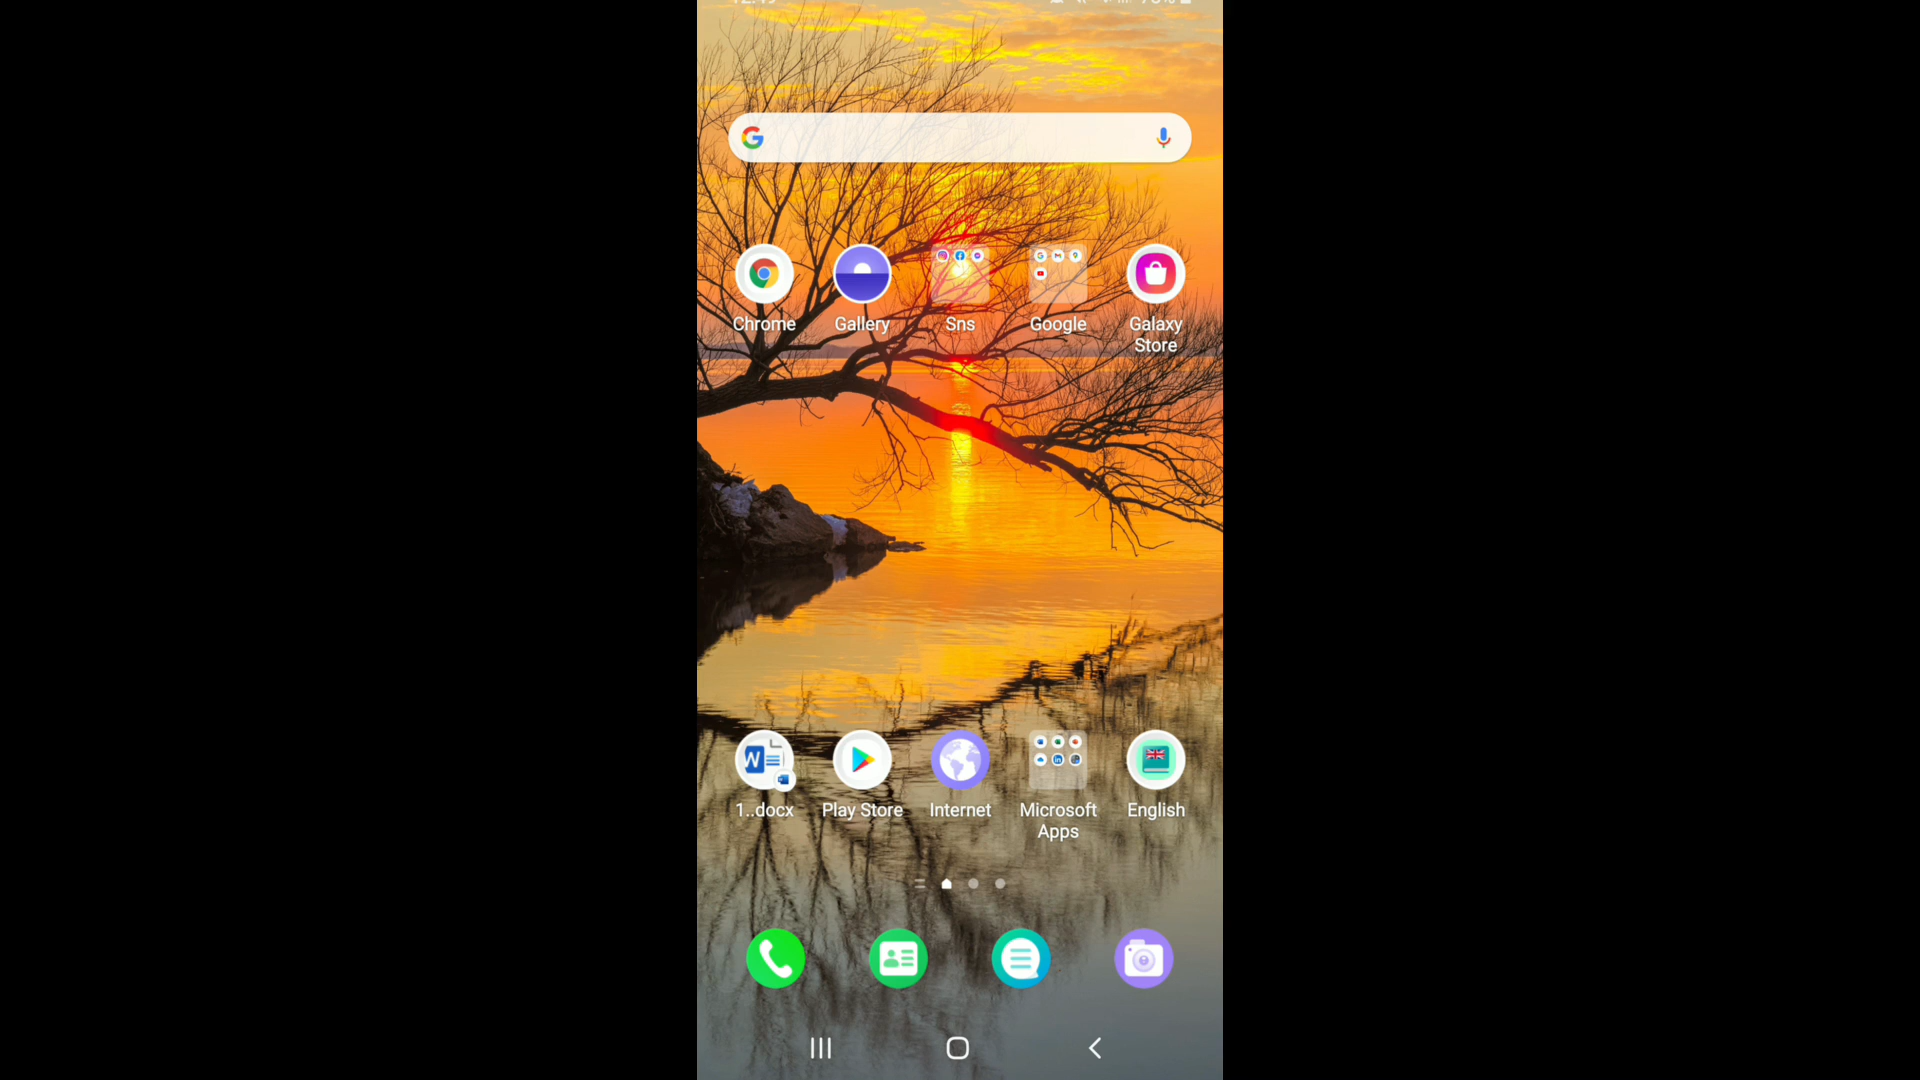 Chrome
Gallery
Sns
Google
Galaxy
Store
1..docx
Play Store
Internet
Microsoft
Apps
English